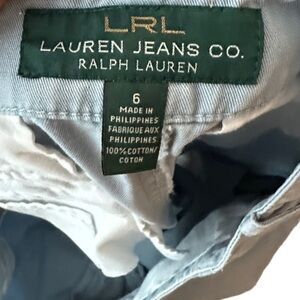 LRL
LAUREN JEANS CO.
RALPH LAUREN
6
MADE IN
PHILIPPINES
FABRIQUE AUX
PHILIPPINES
100% COTTON/
COTON